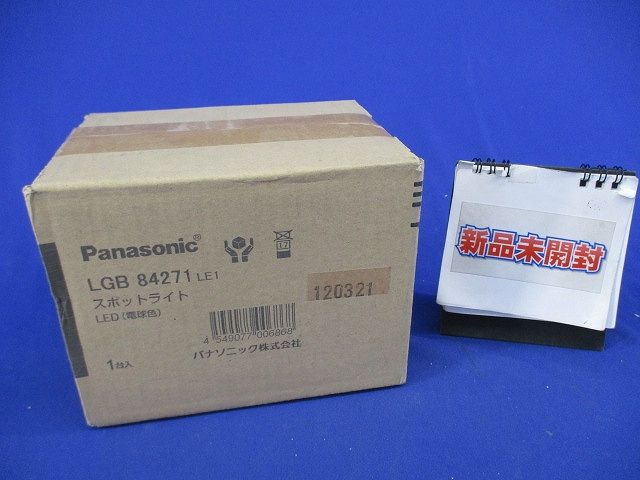 Panasonic®
LGB 84271 LE1
スポットライト
LED(電球色)
120321
4 549077 006868
パナソニック株式会社
1台入
新品未開封